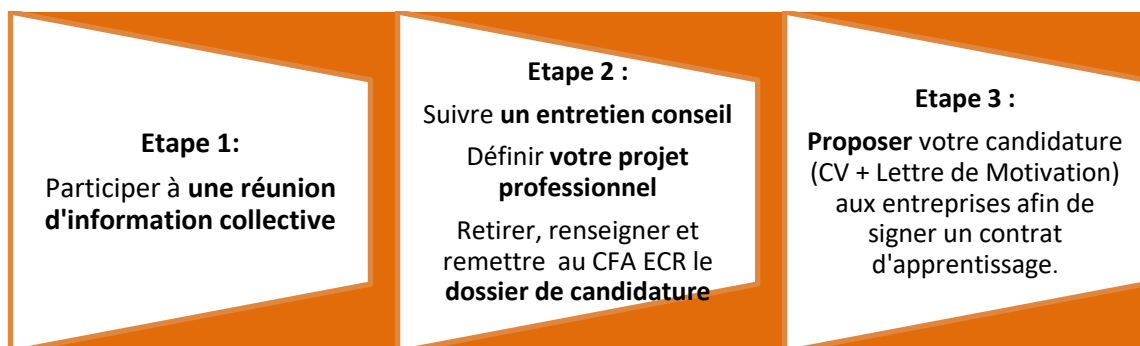 Etape 1:
Participer à une réunion
d'information collective
Etape 2 :
Suivre un entretien conseil
Définir votre projet
professionnel
Retirer, renseigner et
remettre  au CFA ECR le
dossier de candidature
Etape 3 :
Proposer votre candidature
(CV + Lettre de Motivation)
aux entreprises afin de
signer un contrat
d'apprentissage.